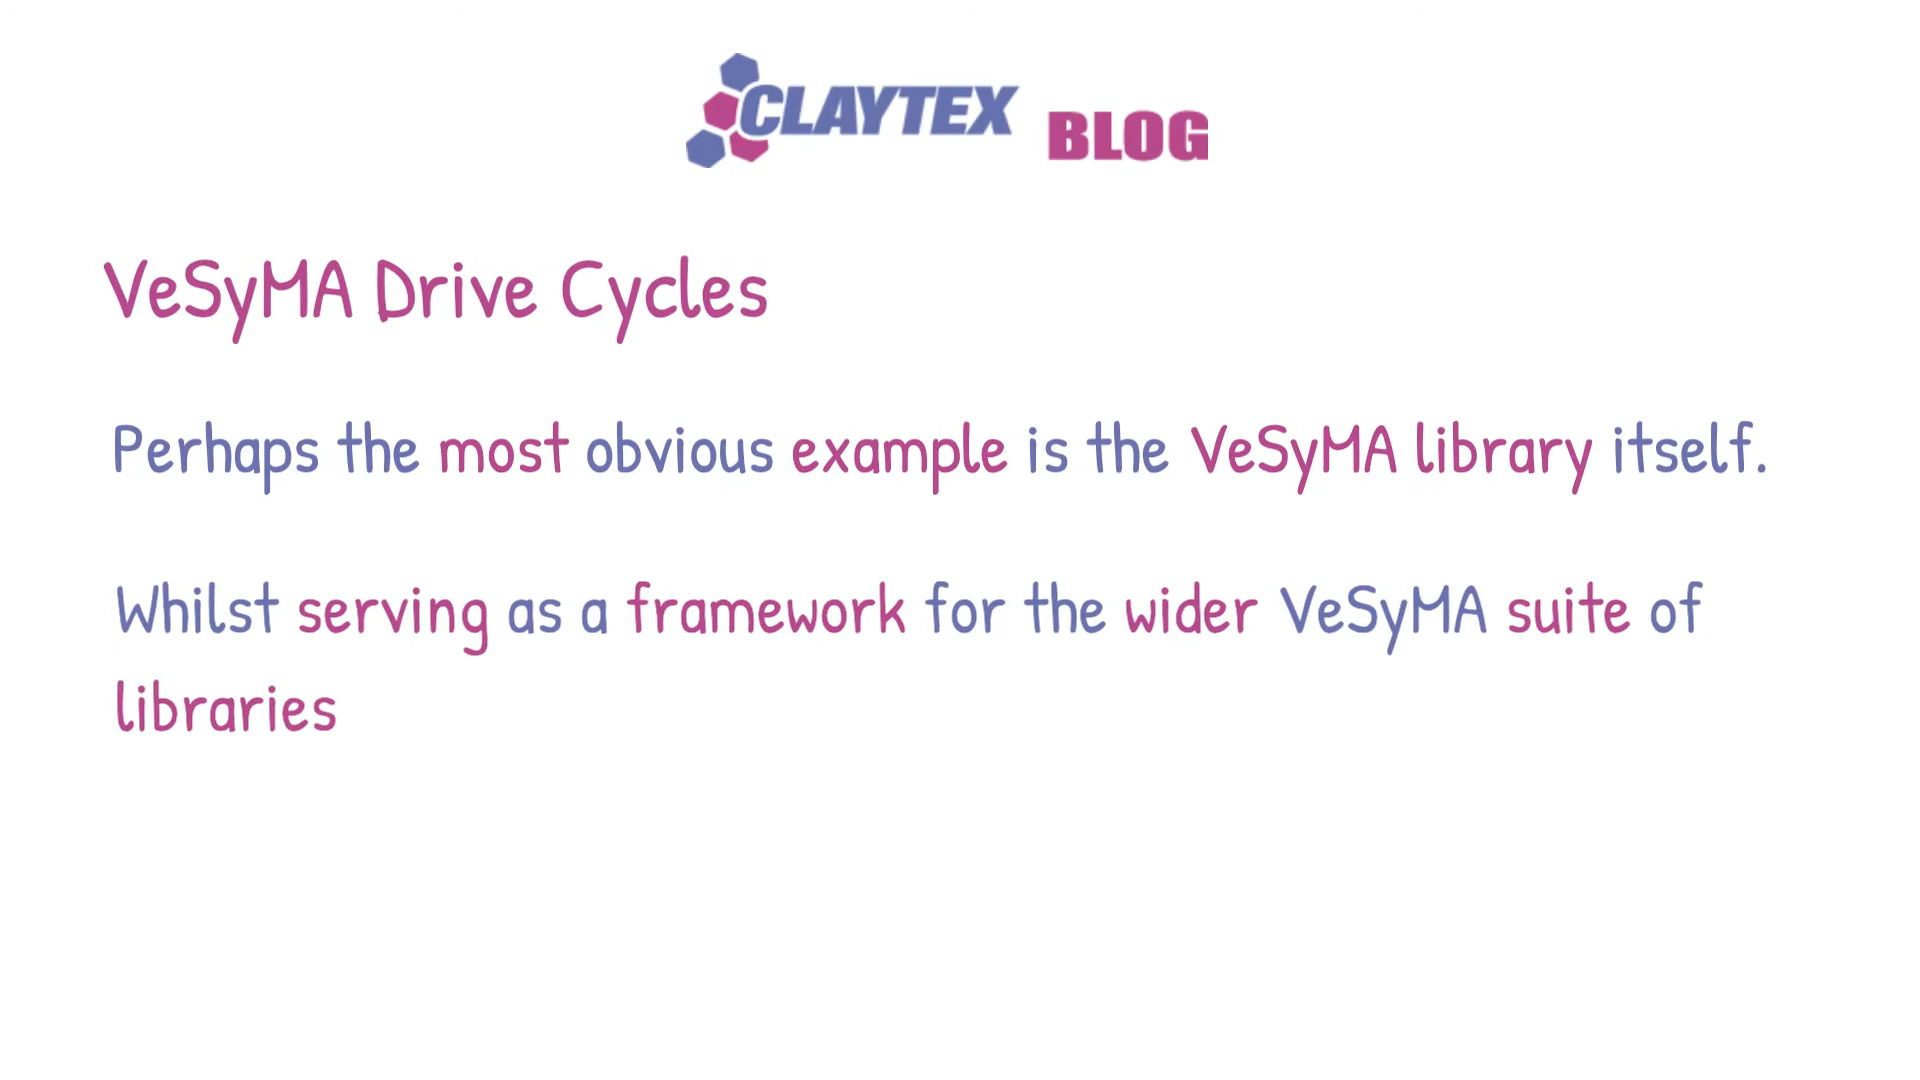 CLAYTEX BLOG
VeSyMA Drive Cycles
Perhaps the most obvious example is the VeSyMA library itself.
Whilst serving as a framework for the wider VeSyMA suite of
libraries